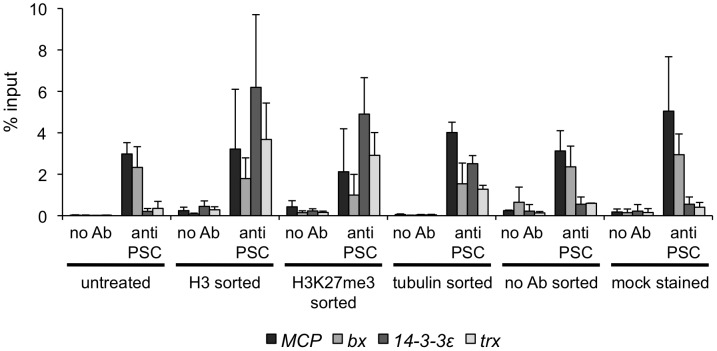 % input
10
8
6
4
2
0
no Ab anti PSC no Ab anti PSC no Ab anti PSC no Ab anti PSC no Ab anti PSC no Ab anti PSC
untreated H3 sorted H3K27me3 sorted tubulin sorted no Ab sorted mock stained
MCP bx 14-3-3ε trx